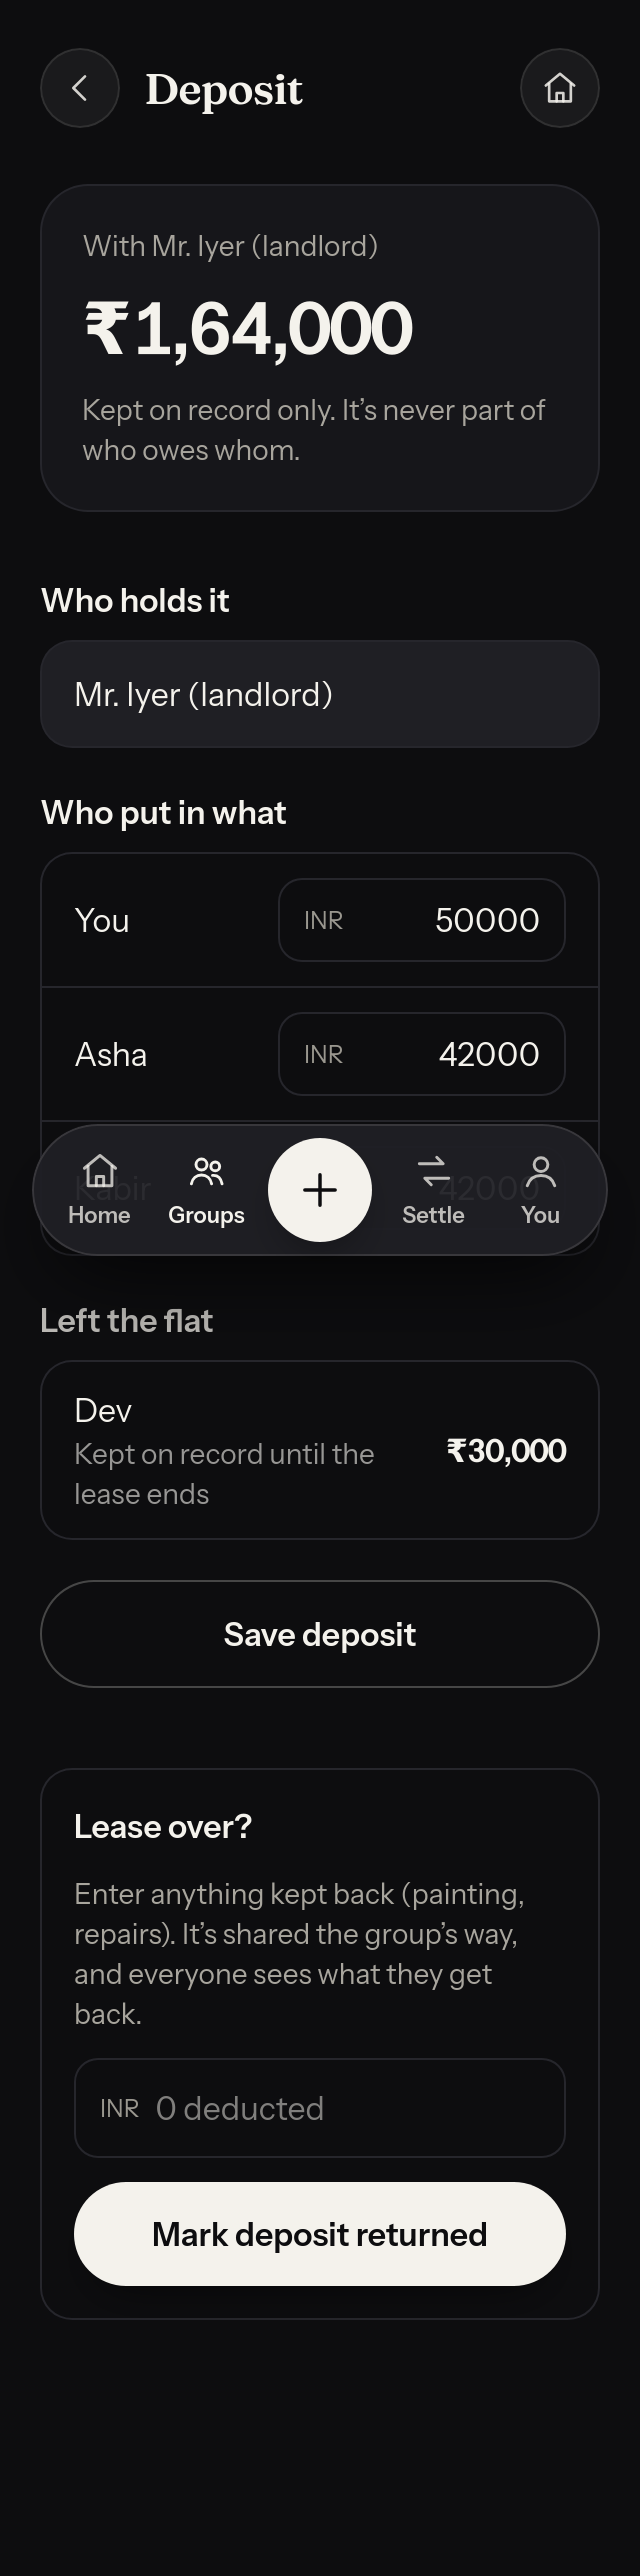 Deposit
With Mr. Iyer (landlord)
₹1,64,000
Kept on record only. It’s never part of
who owes whom.
Who holds it
Mr. Iyer (landlord)
Who put in what
You
INR 50000
Asha
INR 42000
Kabir
42000
Home
Groups
Settle
You
Left the flat
Dev
Kept on record until the
lease ends
₹30,000
Save deposit
Lease over?
Enter anything kept back (painting,
repairs). It’s shared the group’s way,
and everyone sees what they get
back.
INR 0 deducted
Mark deposit returned